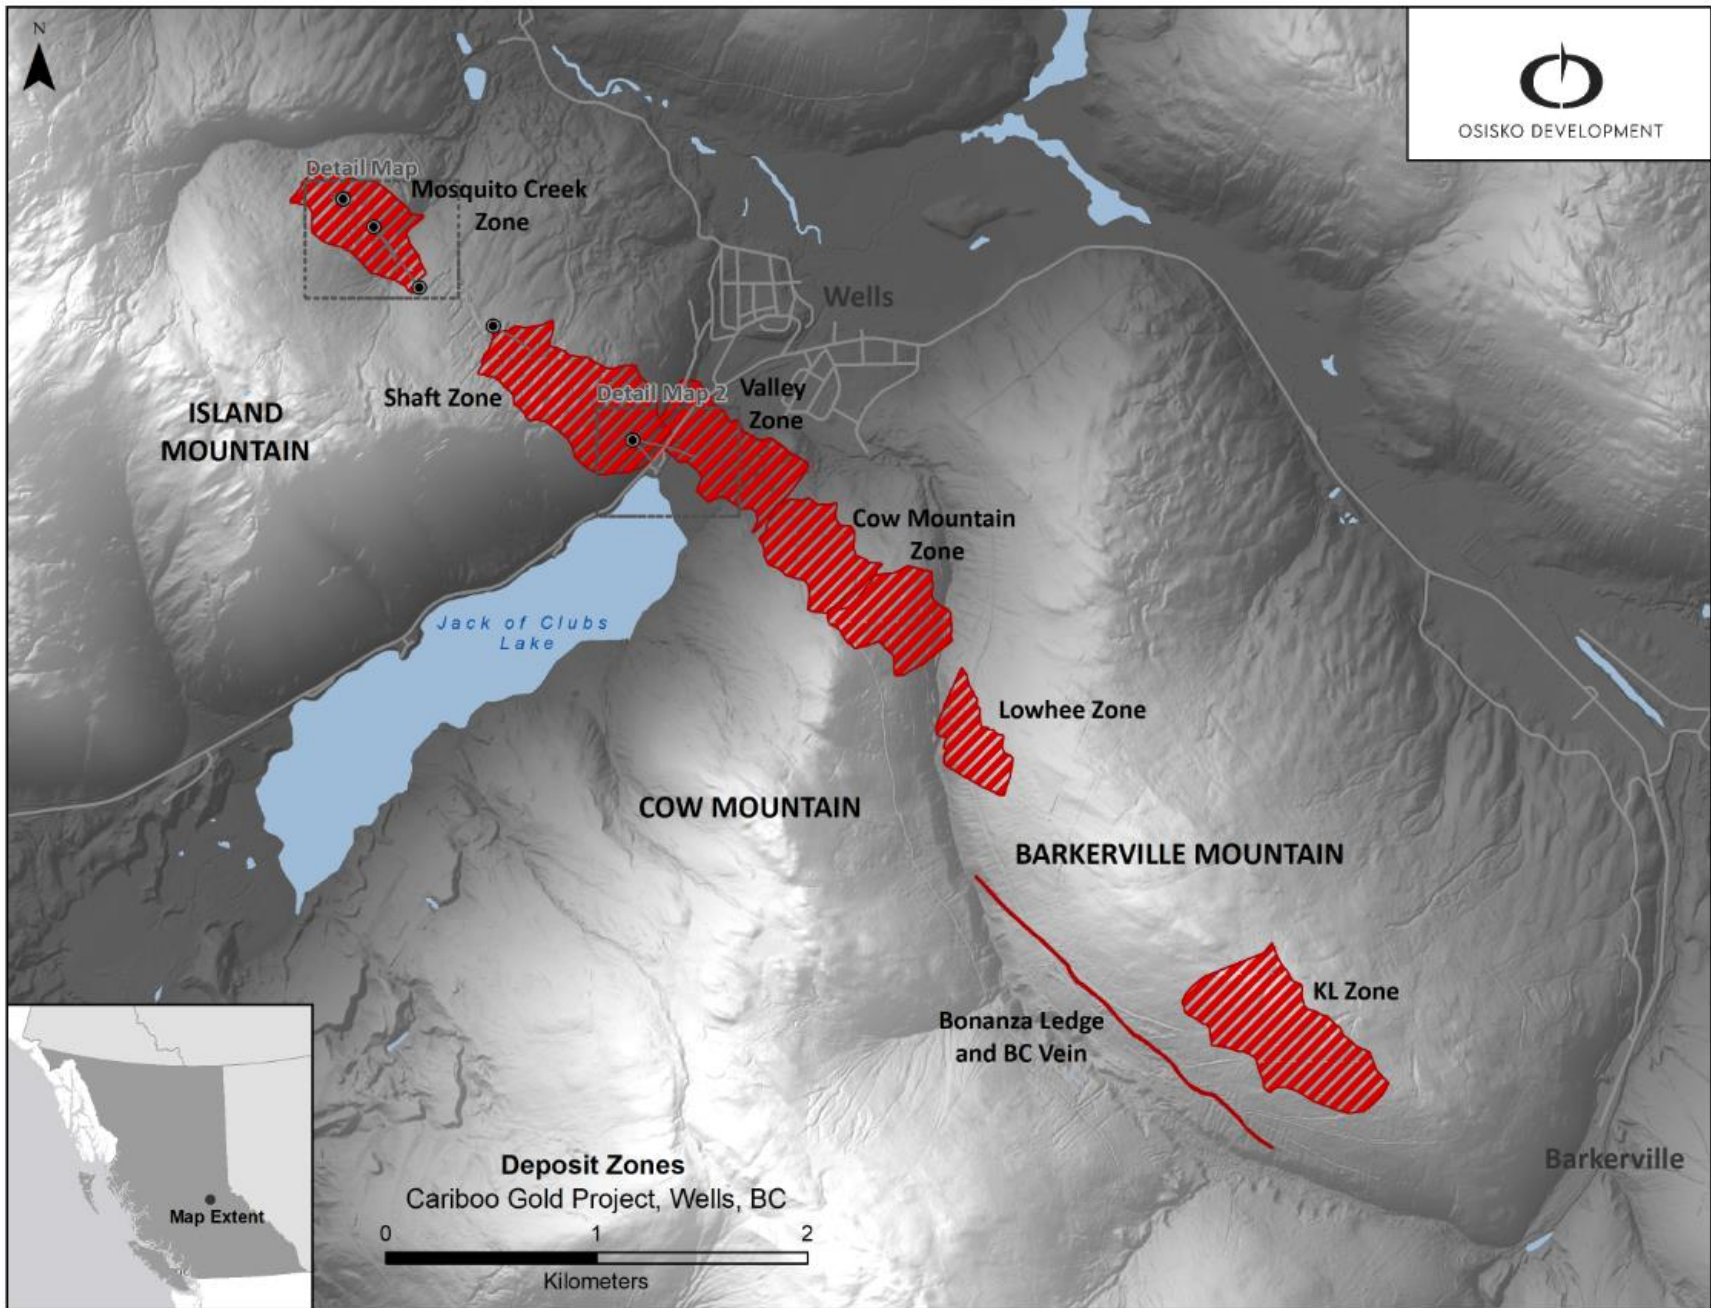 N
OSISKO DEVELOPMENT
Detail Map
Mosquito Creek
Zone
Wells
Shaft Zone
Detail Map 2
Valley
Zone
ISLAND
MOUNTAIN
Cow Mountain
Zone
Jack of Clubs
Lake
Lowhee Zone
COW MOUNTAIN
BARKERVILLE MOUNTAIN
KL Zone
Bonanza Ledge
and BC Vein
Barkerville
Map Extent
Deposit Zones
Cariboo Gold Project, Wells, BC
0 1 2
Kilometers